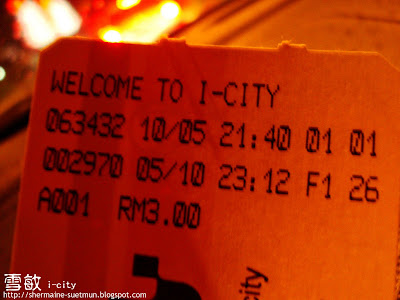 WELCOME TO I-CITY
063432 10/05 21:40 01 01
002970 05/10 23:12 F1 26
A001 RM3.00
i-city
雪敏 i-city
http://shermaine-suetmun.blogspot.com